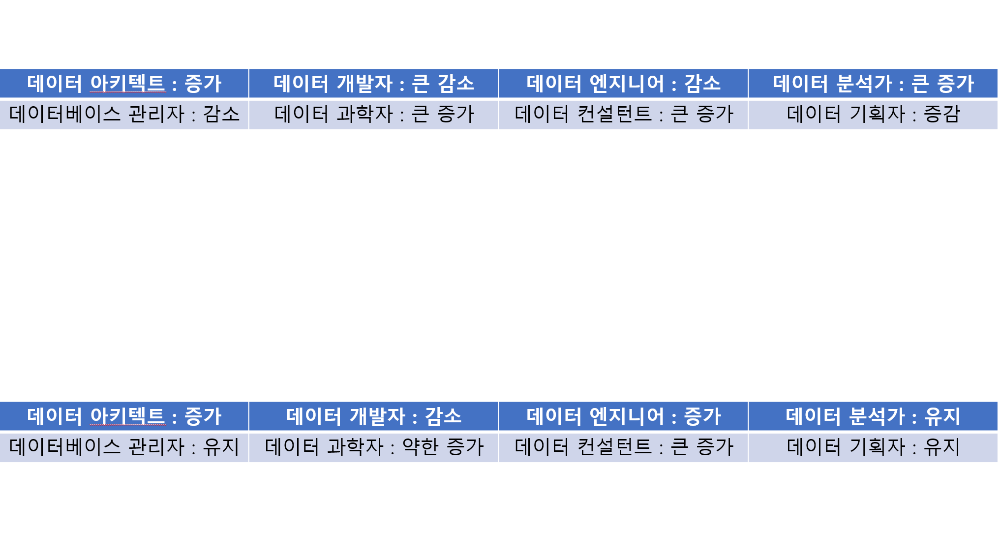 데이터 아키텍트 : 증가 데이터 개발자 : 큰 감소 데이터 엔지니어 : 감소 데이터 분석가 : 큰 증가
데이터베이스 관리자 : 감소 데이터 과학자 : 큰 증가 데이터 컨설턴트 : 큰 증가 데이터 기획자 : 증감
데이터 아키텍트 : 증가 데이터 개발자 : 감소 데이터 엔지니어 : 증가 데이터 분석가 : 유지
데이터베이스 관리자 : 유지 데이터 과학자 : 약한 증가 데이터 컨설턴트 : 큰 증가 데이터 기획자 : 유지